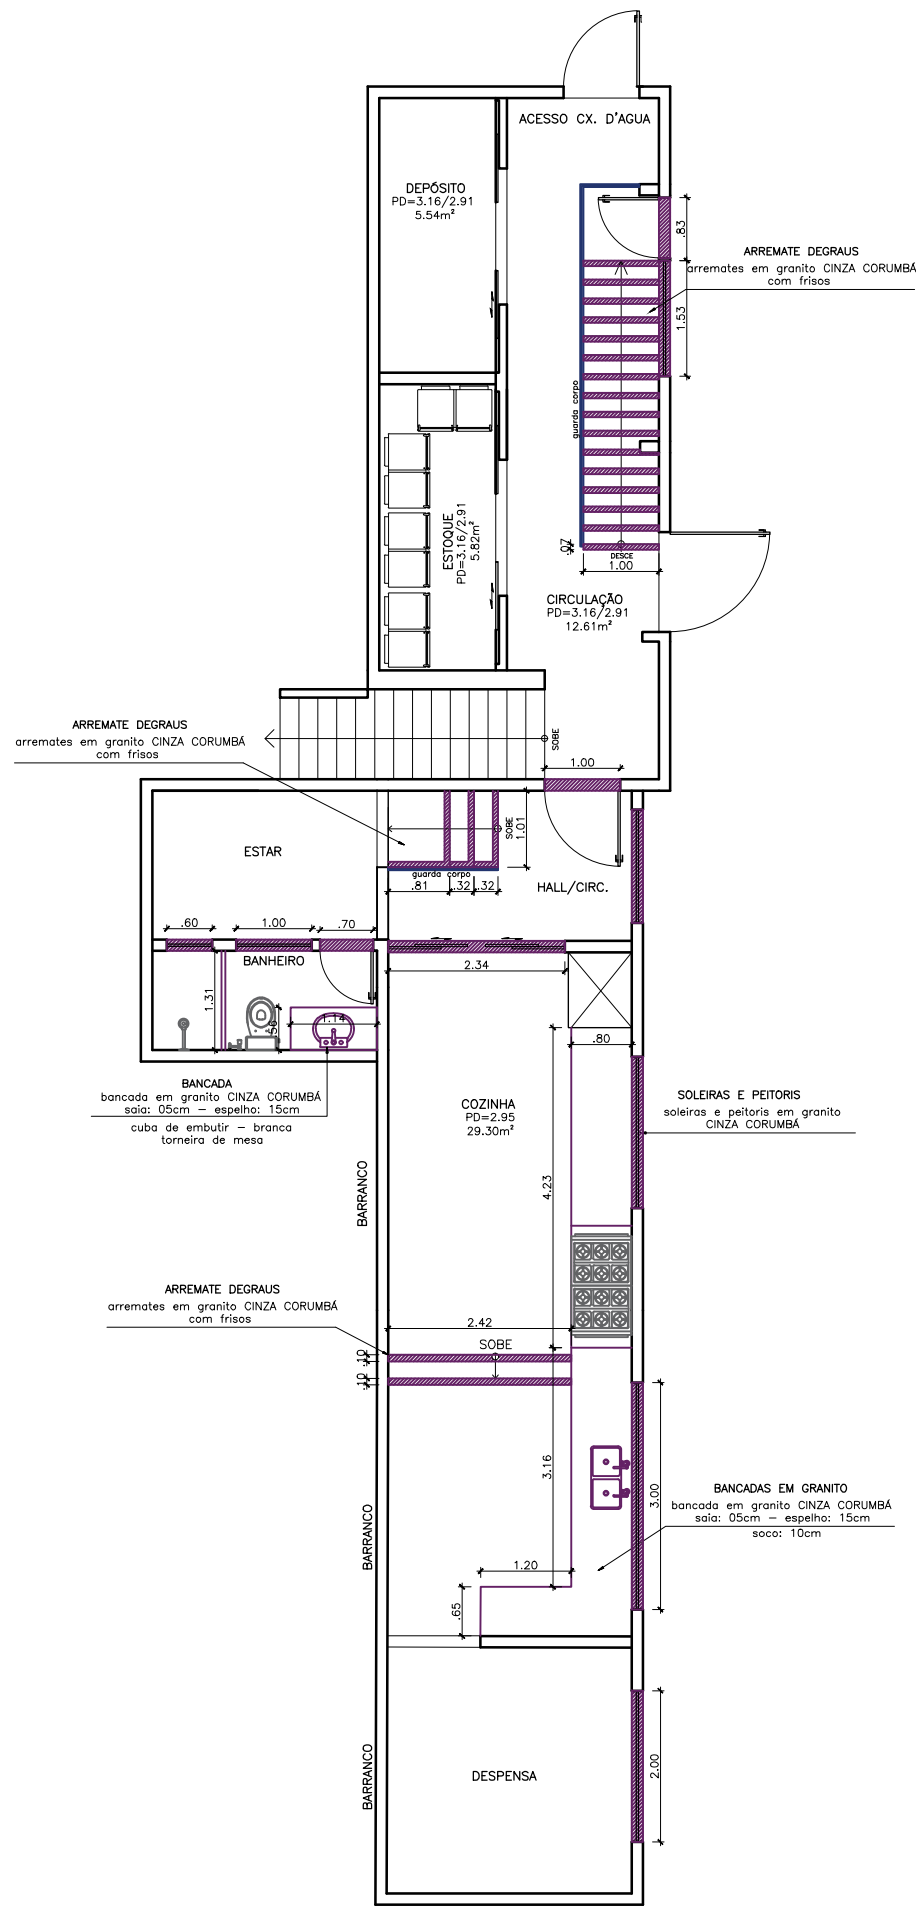 ACESSO CX. D'AGUA
DEPÓSITO
PD=3.16/2.91
5.54m²
.83
ARREMATE DEGRAUS
arremates em granito CINZA CORUMBÁ
com frisos
1.53
guarda corpo
ESTOQUE
PD=3.16/2.91
5.82m²
.07
DESCE
1.00
CIRCULAÇÃO
PD=3.16/2.91
12.61m²
ARREMATE DEGRAUS
arremates em granito CINZA CORUMBÁ
com frisos
SOBE
1.00
ESTAR
SOBE
1.01
guarda corpo
.81
.32
.32
HALL/CIRC.
.60
1.00
.70
BANHEIRO
2.34
1.31
.56
1.14
.80
BANCADA
bancada em granito CINZA CORUMBÁ
saia: 05cm – espelho: 15cm
cuba de embutir – branca
torneira de mesa
COZINHA
PD=2.95
29.30m²
SOLEIRAS E PEITORIS
soleiras e peitoris em granito
CINZA CORUMBÁ
BARRANCO
4.23
ARREMATE DEGRAUS
arremates em granito CINZA CORUMBÁ
com frisos
2.42
SOBE
.10
.10
3.16
3.00
BANCADAS EM GRANITO
bancada em granito CINZA CORUMBÁ
saia: 05cm – espelho: 15cm
soco: 10cm
BARRANCO
1.20
.65
BARRANCO
DESPENSA
2.00